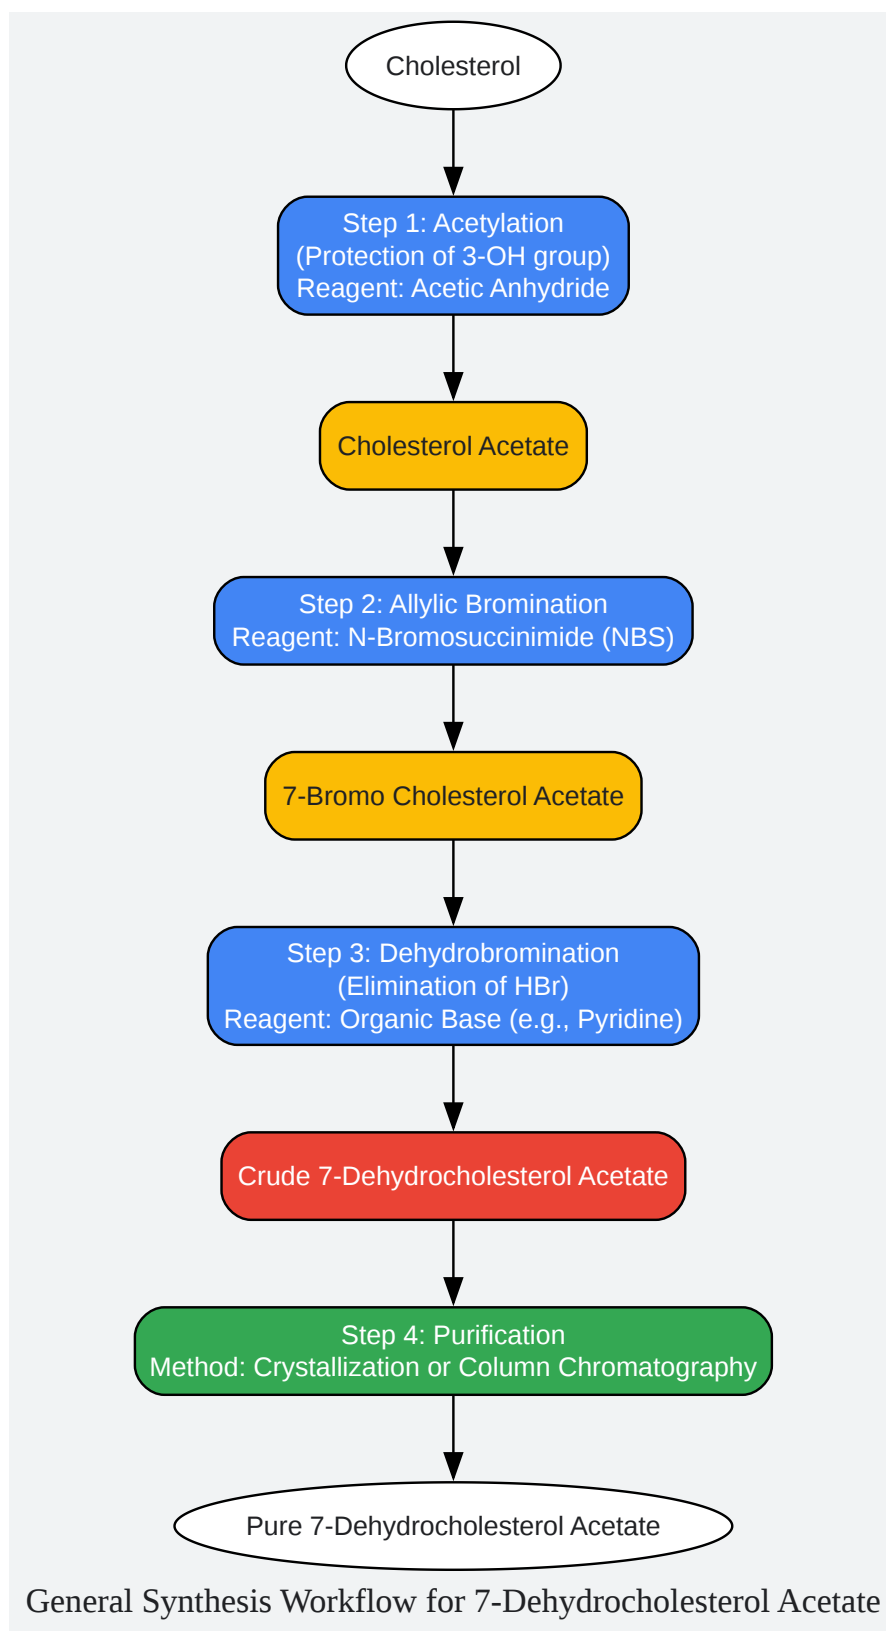 Cholesterol
Step 1: Acetylation
(Protection of 3-OH group)
Reagent: Acetic Anhydride
Cholesterol Acetate
Step 2: Allylic Bromination
Reagent: N-Bromosuccinimide (NBS)
7-Bromo Cholesterol Acetate
Step 3: Dehydrobromination
(Elimination of HBr)
Reagent: Organic Base (e.g., Pyridine)
Crude 7-Dehydrocholesterol Acetate
Step 4: Purification
Method: Crystallization or Column Chromatography
Pure 7-Dehydrocholesterol Acetate
General Synthesis Workflow for 7-Dehydrocholesterol Acetate